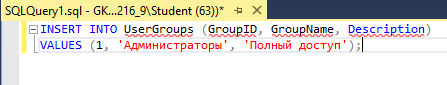 SQLQuery1.sql - GK...216_9\Student (63))*
INSERT INTO UserGroups (GroupID, GroupName, Description)
VALUES (1, 'Администраторы', 'Полный доступ');